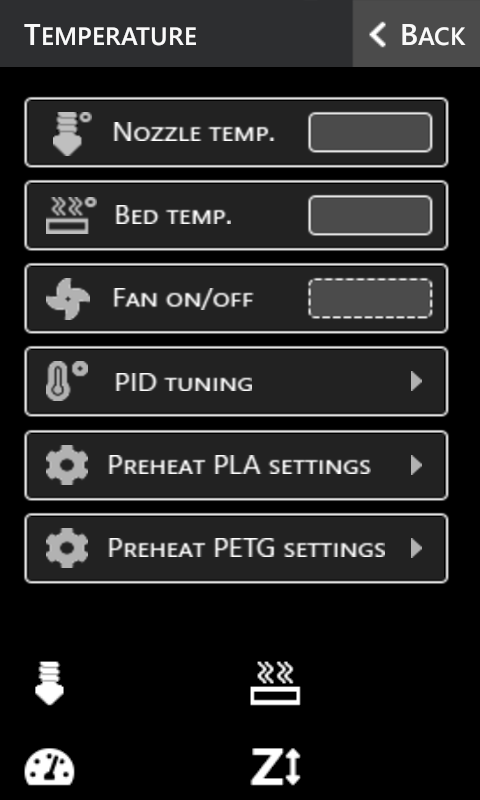 Temperature
Back
Nozzle temp.
Bed temp.
Fan on/off
PID tuning
Preheat PLA settings
Preheat PETG settings
Z